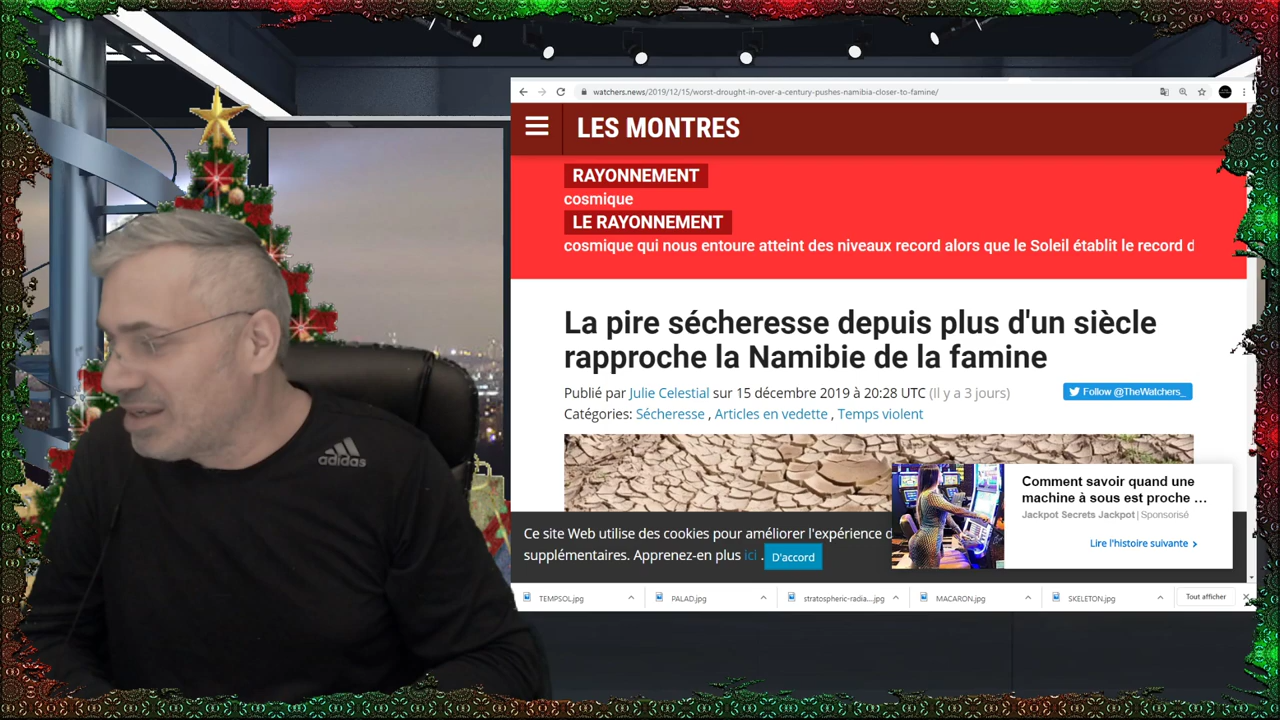 watchers.news/2019/12/15/worst-drought-in-over-a-century-pushes-namibia-closer-to-famine/
LES MONTRES
RAYONNEMENT
cosmique
LE RAYONNEMENT
cosmique qui nous entoure atteint des niveaux record alors que le Soleil établit le record d
La pire sécheresse depuis plus d'un siècle
rapproche la Namibie de la famine
Publié par Julie Celestial sur 15 décembre 2019 à 20:28 UTC (Il y a 3 jours)
Follow @TheWatchers_
Catégories: Sécheresse , Articles en vedette , Temps violent
adidas
Comment savoir quand une
machine à sous est proche ...
Jackpot Secrets Jackpot | Sponsorisé
Lire l'histoire suivante
Ce site Web utilise des cookies pour améliorer l'expérience d
supplémentaires. Apprenez-en plus ici .
D'accord
TEMPSOL.jpg
PALAD.jpg
stratospheric-radia....jpg
MACARON.jpg
SKELETON.jpg
Tout afficher